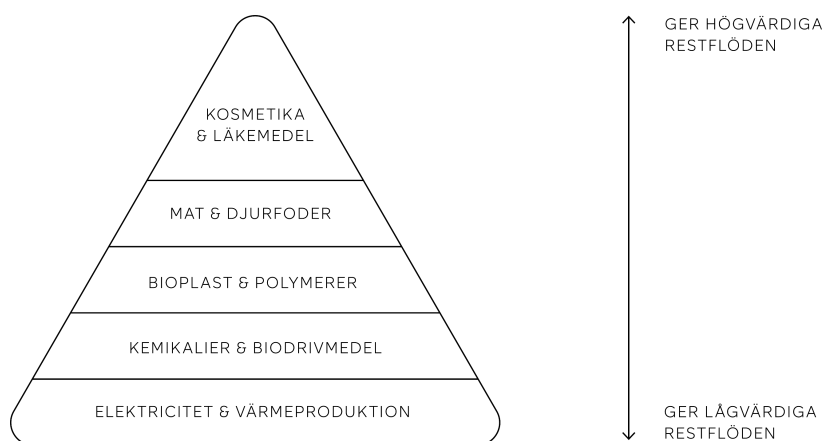 KOSMETIKA
& LÄKEMEDEL
MAT & DJURFODER
BIOPLAST & POLYMERER
KEMIKALIER & BIODRIVMEDEL
ELEKTRICITET & VÄRMEPRODUKTION
GER HÖGVÄRDIGA
RESTFLÖDEN
GER LÅGVÄRDIGA
RESTFLÖDEN